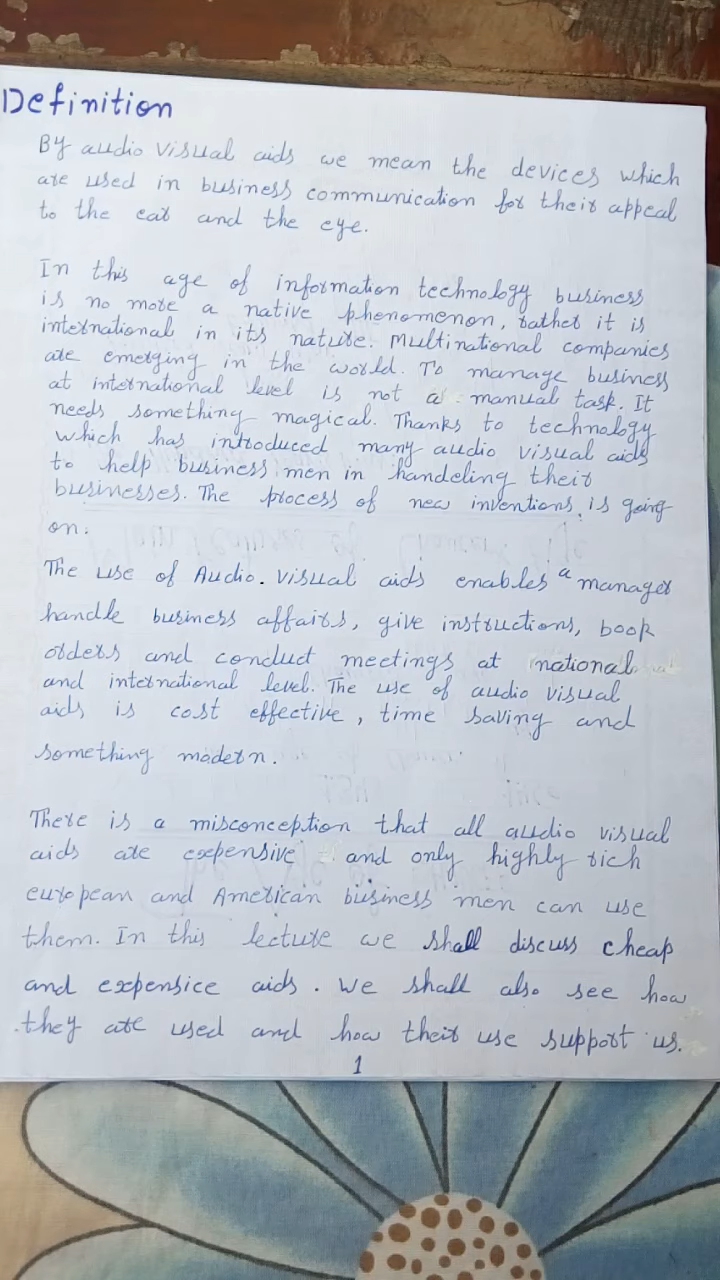 Definition
By audio visual aids we mean the devices which
are used in business communication for their appeal
to the ear and the eye.
In this age of information technology business
is no more a native phenomenon, rather it is
international in its nature. Multinational companies
are emerging in the world. To manage business
at international level is not a manual task. It
needs something magical. Thanks to technology
which has introduced many audio visual aids
to help business men in handeling their
businesses. The process of new inventions is going
on.
The use of Audio. visual aids enables a manager
handle business affairs, give instructions, book
orders and conduct meetings at national
and international level. The use of audio visual
aids is cost effective, time saving and
something modern.
There is a misconception that all audio visual
aids are expensive and only highly rich
european and American business men can use
them. In this lecture we shall discuss cheap
and expensice aids. We shall also see how
they are used and how their use support us.
1